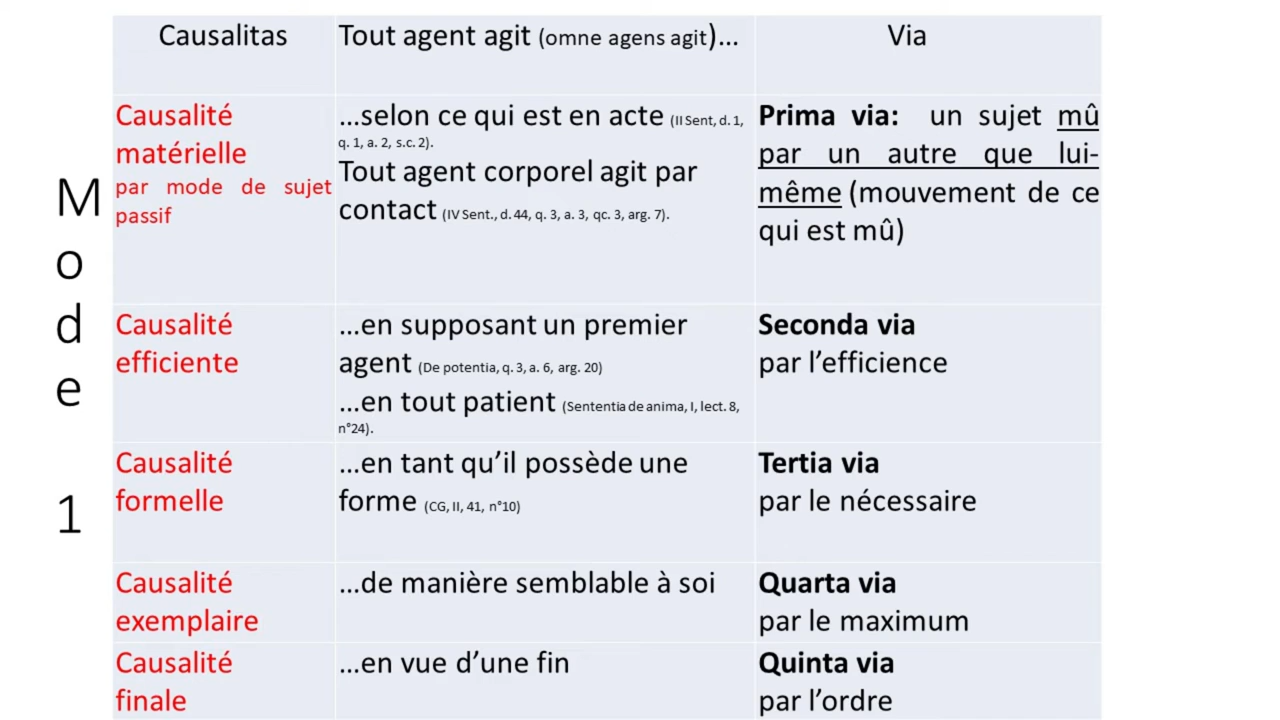 Causalitas
Tout agent agit (omne agens agit)...
Via
Mode 1
Causalité
matérielle
par mode de sujet
passif
...selon ce qui est en acte (II Sent, d. 1,
q. 1, a. 2, s.c. 2).
Tout agent corporel agit par
contact (IV Sent., d. 44, q. 3, a. 3, qc. 3, arg. 7).
Prima via: un sujet mû
par un autre que lui-
même (mouvement de ce
qui est mû)
Causalité
efficiente
...en supposant un premier
agent (De potentia, q. 3, a. 6, arg. 20)
...en tout patient (Sententia de anima, I, lect. 8,
n°24).
Seconda via
par l’efficience
Causalité
formelle
...en tant qu’il possède une
forme (CG, II, 41, n°10)
Tertia via
par le nécessaire
Causalité
exemplaire
...de manière semblable à soi
Quarta via
par le maximum
Causalité
finale
...en vue d’une fin
Quinta via
par l’ordre